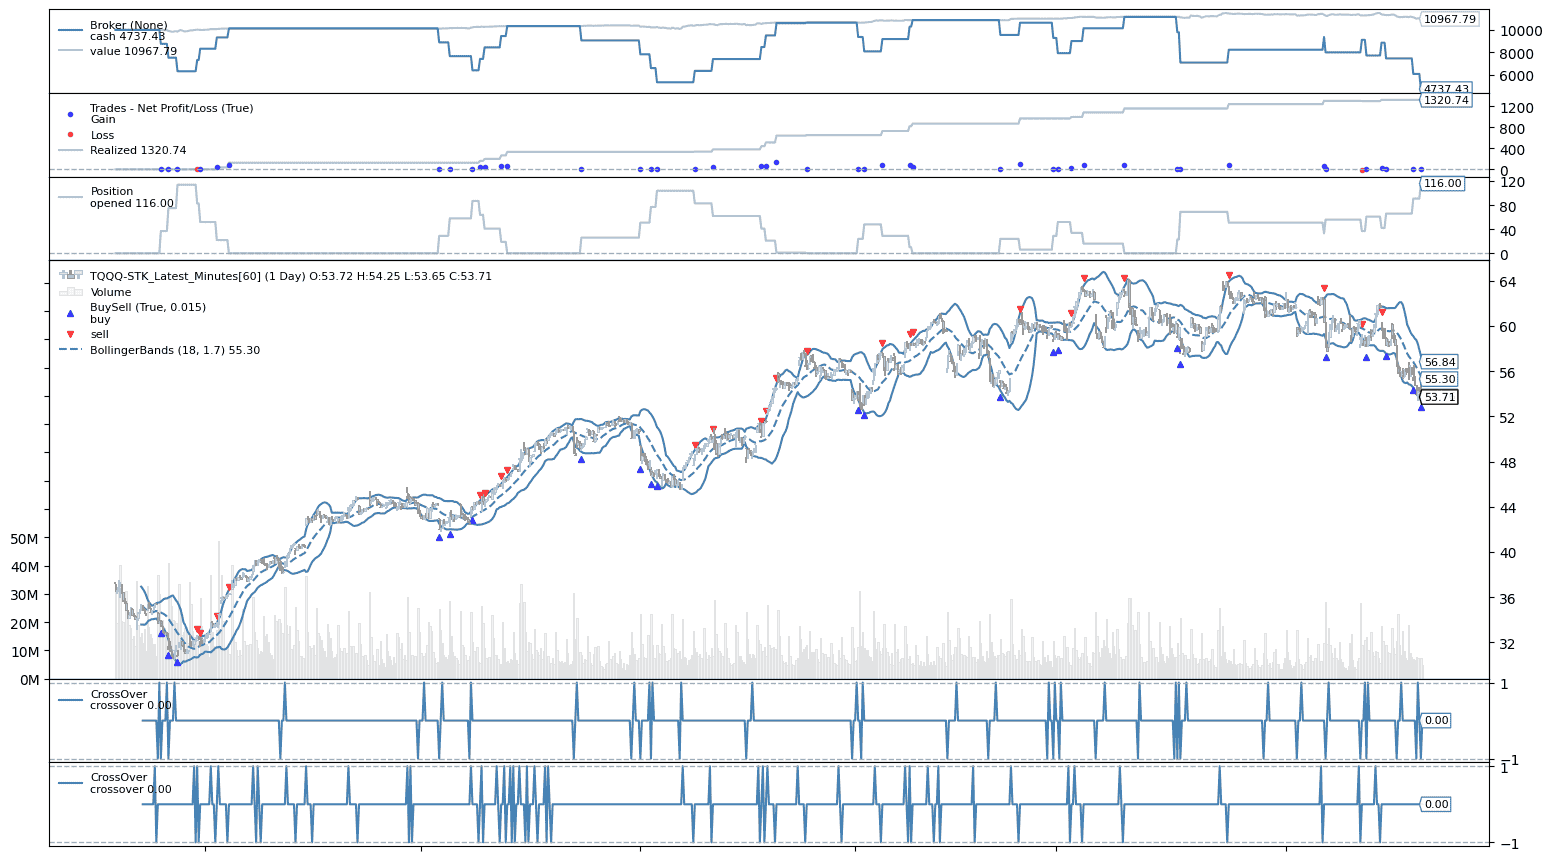 Broker (None)
cash 4737.43
value 10967.79
10967.79
10000
8000
6000
4737.43
Trades - Net Profit/Loss (True)
Gain
Loss
Realized 1320.74
1320.74
1200
800
400
0
Position
opened 116.00
116.00
120
80
40
0
TQQQ-STK_Latest_Minutes[60] (1 Day) O:53.72 H:54.25 L:53.65 C:53.71
Volume
BuySell (True, 0.015)
buy
sell
BollingerBands (18, 1.7) 55.30
64
60
56
52
48
44
40
36
32
56.84
55.30
53.71
50M
40M
30M
20M
10M
0M
CrossOver
crossover 0.00
1
0.00
−1
CrossOver
crossover 0.00
1
0.00
−1